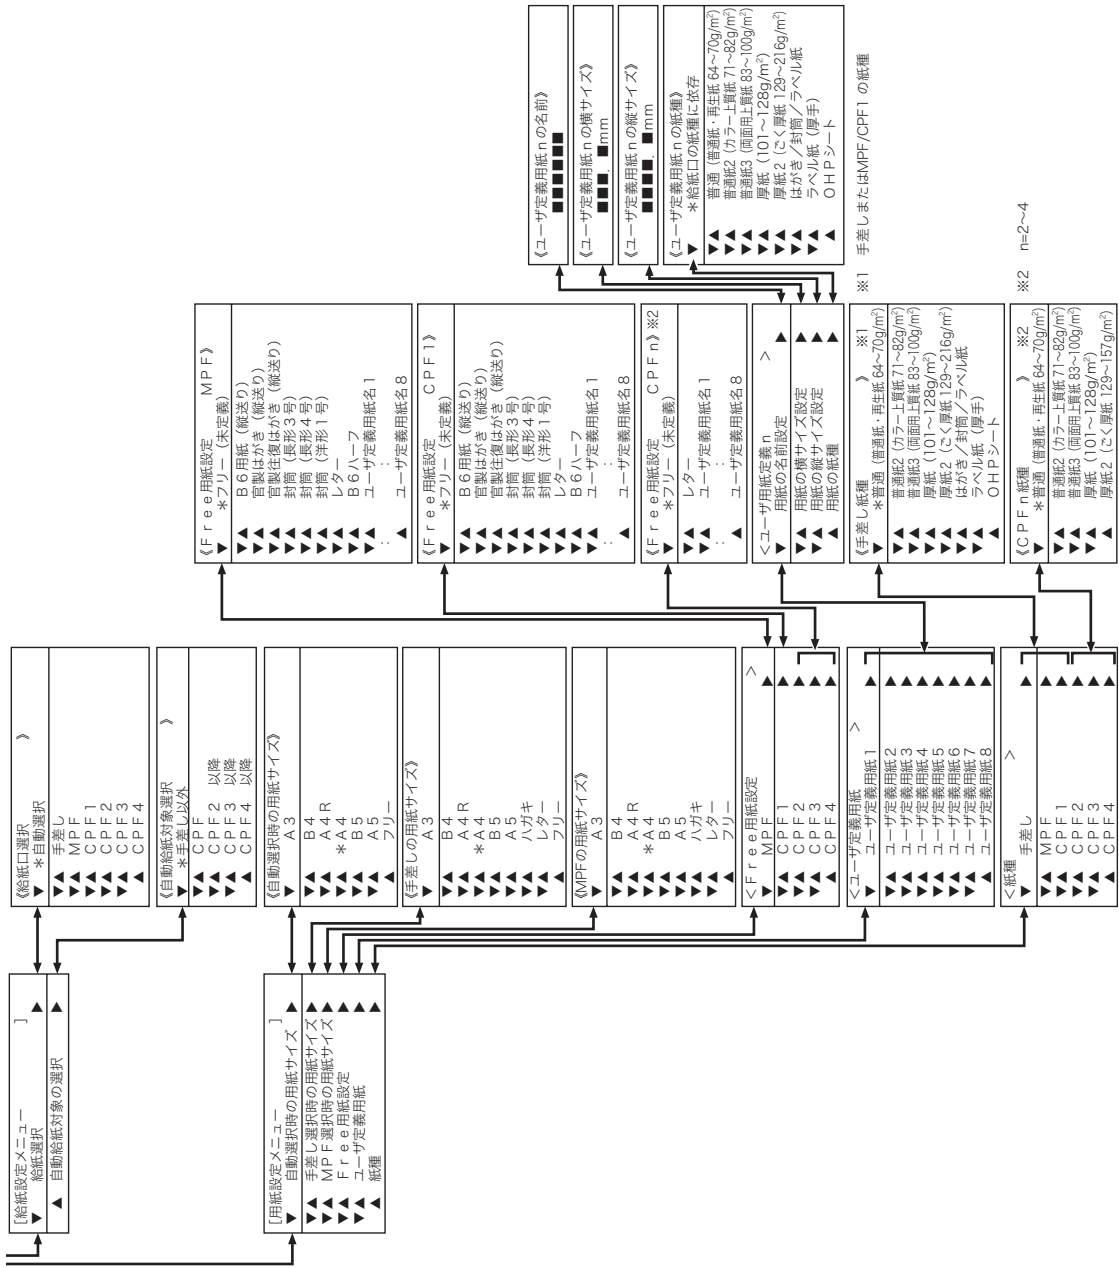 [給紙設定メニュー ]
▼ 給紙選択 ▶
▲ 自動給紙対象の選択 ▶
《給紙口選択 》
▼ *自動選択
▼▲ 手差し
▼▲ MPF
▼▲ CPF1
▼▲ CPF2
▼▲ CPF3
▲ CPF4
《自動給紙対象選択 》
▼ *手差し以外
▼▲ CPF
▼▲ CPF2 以降
▼▲ CPF3 以降
▲ CPF4 以降
[用紙設定メニュー ]
▼ 自動選択時の用紙サイズ ▶
▼▲ 手差し選択時の用紙サイズ ▶
▼▲ MPF選択時の用紙サイズ ▶
▼▲ Free用紙設定 ▶
▼▲ ユーザ定義用紙 ▶
▲ 紙種 ▶
《自動選択時の用紙サイズ》
▼ A3
▼▲ B4
▼▲ A4R
▼▲ *A4
▼▲ B5
▼▲ A5
▲ フリー
《手差しの用紙サイズ》
▼ A3
▼▲ B4
▼▲ A4R
▼▲ *A4
▼▲ B5
▼▲ A5
▼▲ ハガキ
▼▲ レター
▲ フリー
《MPFの用紙サイズ》
▼ A3
▼▲ B4
▼▲ A4R
▼▲ *A4
▼▲ B5
▼▲ A5
▼▲ ハガキ
▼▲ レター
▲ フリー
<Free用紙設定 >
▼ MPF ▶
▼▲ CPF1 ▶
▼▲ CPF2 ▶
▼▲ CPF3 ▶
▲ CPF4 ▶
<ユーザ定義用紙 >
▼ ユーザ定義用紙1 ▶
▼▲ ユーザ定義用紙2 ▶
▼▲ ユーザ定義用紙3 ▶
▼▲ ユーザ定義用紙4 ▶
▼▲ ユーザ定義用紙5 ▶
▼▲ ユーザ定義用紙6 ▶
▼▲ ユーザ定義用紙7 ▶
▲ ユーザ定義用紙8 ▶
<紙種 >
▼ 手差し ▶
▼▲ MPF ▶
▼▲ CPF1 ▶
▼▲ CPF2 ▶
▼▲ CPF3 ▶
▲ CPF4 ▶
《Free用紙設定 MPF》
▼ *フリー(未定義)
▼▲ B6用紙(縦送り)
▼▲ 官製はがき(縦送り)
▼▲ 官製往復はがき(縦送り)
▼▲ 封筒(長形3号)
▼▲ 封筒(長形4号)
▼▲ 封筒(洋形1号)
▼▲ レター
▼▲ B6ハーフ
▼▲ ユーザ定義用紙名1
: :
▲ ユーザ定義用紙名8
《Free用紙設定 CPF1》
▼ *フリー(未定義)
▼▲ B6用紙(縦送り)
▼▲ 官製はがき(縦送り)
▼▲ 官製往復はがき(縦送り)
▼▲ 封筒(長形3号)
▼▲ 封筒(長形4号)
▼▲ 封筒(洋形1号)
▼▲ レター
▼▲ B6ハーフ
▼▲ ユーザ定義用紙名1
: :
▲ ユーザ定義用紙名8
《Free用紙設定 CPFn》※2
▼ *フリー(未定義)
▼▲ レター
▼▲ ユーザ定義用紙名1
: :
▲ ユーザ定義用紙名8
<ユーザ用紙定義n >
▼ 用紙の名前設定 ▶
▼▲ 用紙の横サイズ設定 ▶
▼▲ 用紙の縦サイズ設定 ▶
▲ 用紙の紙種 ▶
《手差し紙種 》 ※1
▼ *普通(普通紙・再生紙 64~70g/m²)
▼▲ 普通紙2(カラー上質紙 71~82g/m²)
▼▲ 普通紙3(両面用上質紙 83~100g/m²)
▼▲ 厚紙(101~128g/m²)
▼▲ 厚紙2(ごく厚紙 129~216g/m²)
▼▲ はがき/封筒/ラベル紙
▼▲ ラベル紙(厚手)
▲ OHPシート
《CPFn紙種 》 ※2
▼ *普通(普通紙・再生紙 64~70g/m²)
▼▲ 普通紙2(カラー上質紙 71~82g/m²)
▼▲ 普通紙3(両面用上質紙 83~100g/m²)
▼▲ 厚紙(101~128g/m²)
▲ 厚紙2(ごく厚紙 129~157g/m²)
《ユーザ定義用紙nの名前》
■■■■■■
《ユーザ定義用紙nの横サイズ》
■■■.■mm
《ユーザ定義用紙nの縦サイズ》
■■■.■mm
《ユーザ定義用紙nの紙種》
▼ *給紙口の紙種に依存
▼▲ 普通(普通紙・再生紙 64~70g/m²)
▼▲ 普通紙2(カラー上質紙 71~82g/m²)
▼▲ 普通紙3(両面用上質紙 83~100g/m²)
▼▲ 厚紙(101~128g/m²)
▼▲ 厚紙2(ごく厚紙 129~216g/m²)
▼▲ はがき/封筒/ラベル紙
▼▲ ラベル紙(厚手)
▲ OHPシート
※1 手差しまたはMPF/CPF1 の紙種
※2 n=2~4